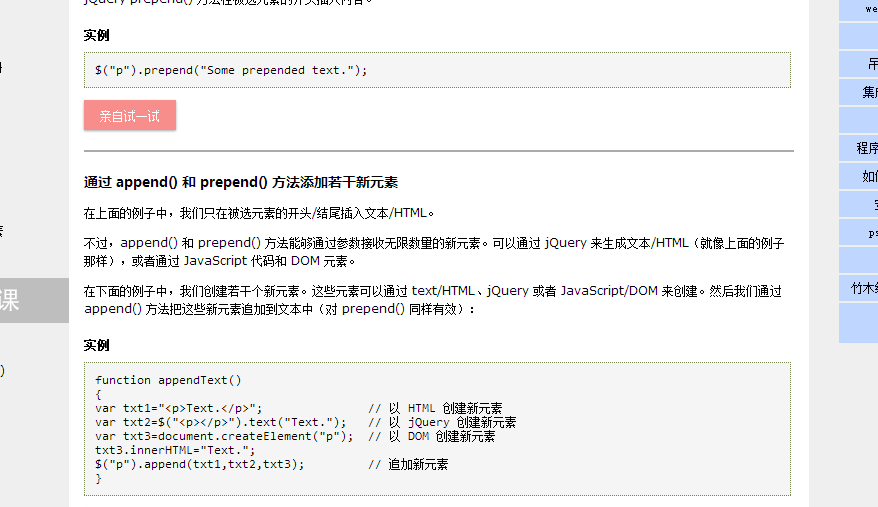 jQuery prepend() 方法在被选元素的开头插入内容。
实例
$("p").prepend("Some prepended text.");
亲自试一试
通过 append() 和 prepend() 方法添加若干新元素
在上面的例子中，我们只在被选元素的开头/结尾插入文本/HTML。
不过，append() 和 prepend() 方法能够通过参数接收无限数量的新元素。可以通过 jQuery 来生成文本/HTML（就像上面的例子
那样），或者通过 JavaScript 代码和 DOM 元素。
在下面的例子中，我们创建若干个新元素。这些元素可以通过 text/HTML、jQuery 或者 JavaScript/DOM 来创建。然后我们通过
append() 方法把这些新元素追加到文本中（对 prepend() 同样有效）：
实例
function appendText()
{
var txt1="<p>Text.</p>"; // 以 HTML 创建新元素
var txt2=$("<p></p>").text("Text."); // 以 jQuery 创建新元素
var txt3=document.createElement("p"); // 以 DOM 创建新元素
txt3.innerHTML="Text.";
$("p").append(txt1,txt2,txt3); // 追加新元素
}
课
)
we
吊
集
程序
如
ps
竹木